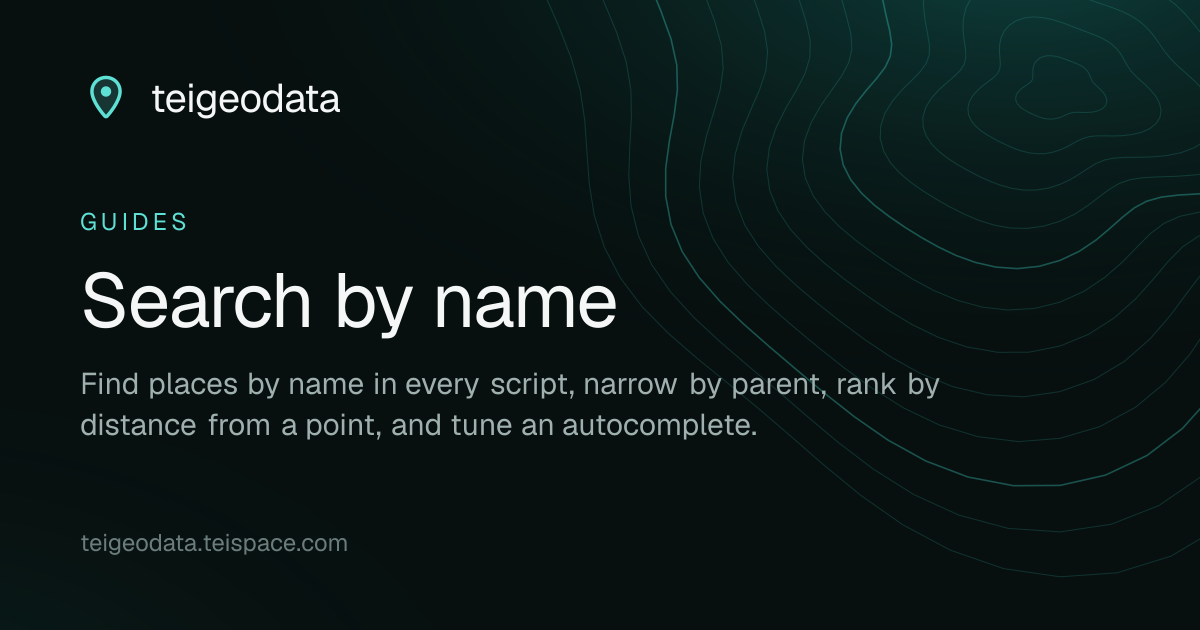 teigeodata
GUIDES
Search by name
Find places by name in every script, narrow by parent, rank by
distance from a point, and tune an autocomplete.
teigeodata.teispace.com